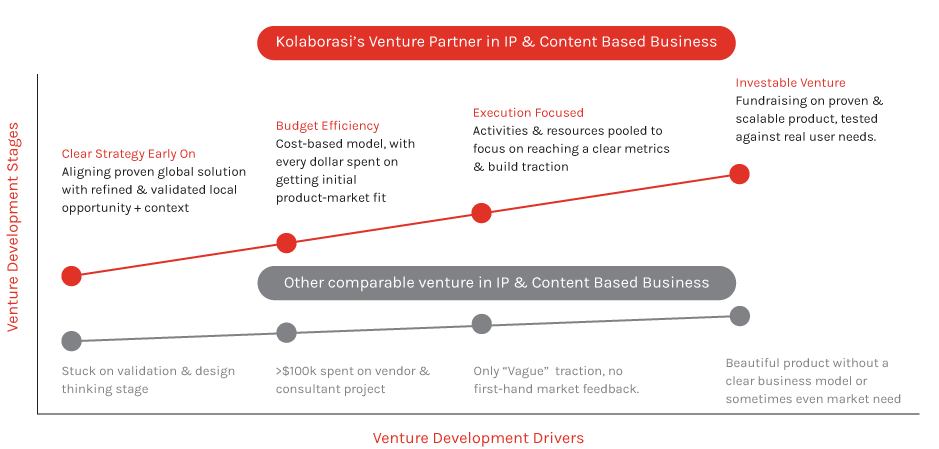 Kolaborasi’s Venture Partner in IP & Content Based Business
Venture Development Stages
Clear Strategy Early On
Aligning proven global solution
with refined & validated local
opportunity + context
Budget Efficiency
Cost-based model, with
every dollar spent on
getting initial
product-market fit
Execution Focused
Activities & resources pooled to
focus on reaching a clear metrics
& build traction
Investable Venture
Fundraising on proven &
scalable product, tested
against real user needs.
Other comparable venture in IP & Content Based Business
Stuck on validation & design
thinking stage
>$100k spent on vendor &
consultant project
Only “Vague” traction, no
first-hand market feedback.
Beautiful product without a
clear business model or
sometimes even market need
Venture Development Drivers